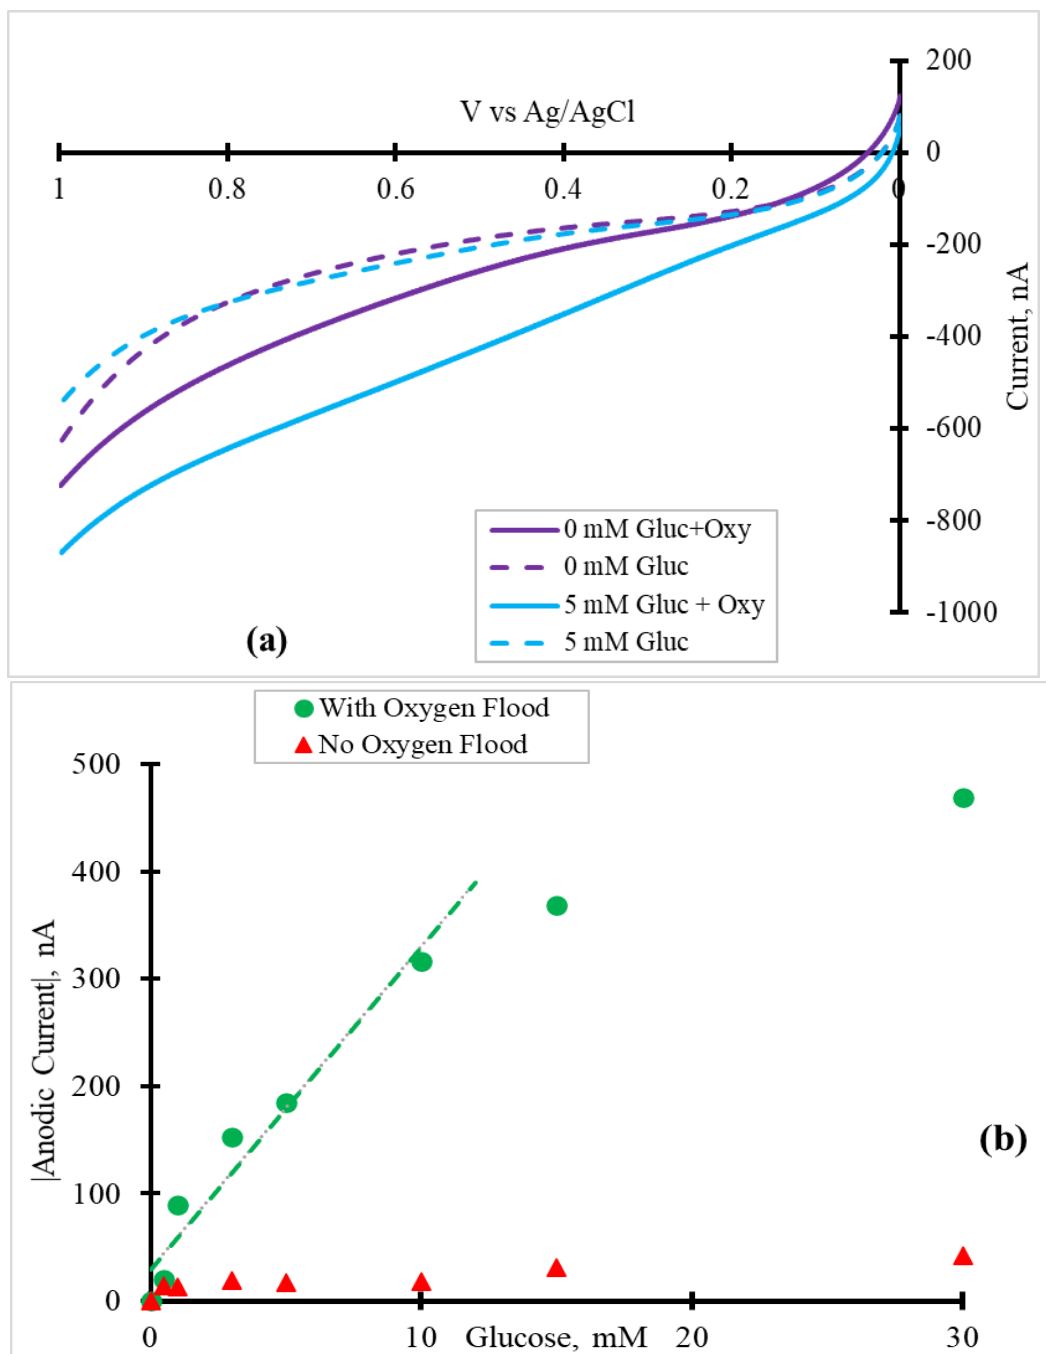 200
V vs Ag/AgCl
0
1 0.8 0.6 0.4 0.2 0
-200
-400
Current, nA
-600
-800
-1000
0 mM Gluc+Oxy
0 mM Gluc
5 mM Gluc + Oxy
5 mM Gluc
(a)
With Oxygen Flood
No Oxygen Flood
500
400
300
200
100
0
|Anodic Current|, nA
(b)
0 10 20 30
Glucose, mM